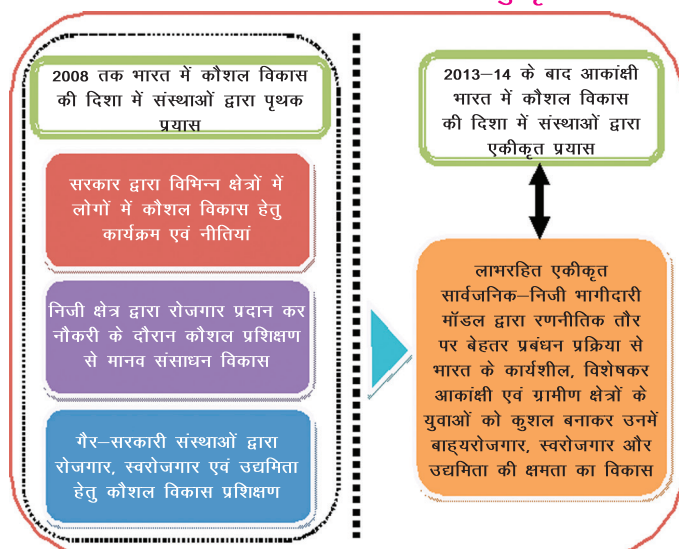 2008 तक भारत में कौशल विकास
की दिशा में संस्थाओं द्वारा पृथक
प्रयास
सरकार द्वारा विभिन्न क्षेत्रों में
लोगों में कौशल विकास हेतु
कार्यक्रम एवं नीतियां
निजी क्षेत्र द्वारा रोजगार प्रदान कर
नौकरी के दौरान कौशल प्रशिक्षण
से मानव संसाधन विकास
गैर–सरकारी संस्थाओं द्वारा
रोजगार, स्वरोजगार एवं उद्यमिता
हेतु कौशल विकास प्रशिक्षण
2013–14 के बाद आकांक्षी
भारत में कौशल विकास
की दिशा में संस्थाओं द्वारा
एकीकृत प्रयास
लाभरहित एकीकृत
सार्वजनिक–निजी भागीदारी
मॉडल द्वारा रणनीतिक तौर
पर बेहतर प्रबंधन प्रक्रिया से
भारत के कार्यशील, विशेषकर
आकांक्षी एवं ग्रामीण क्षेत्रों के
युवाओं को कुशल बनाकर उनमें
बाह्यरोजगार, स्वरोजगार और
उद्यमिता की क्षमता का विकास